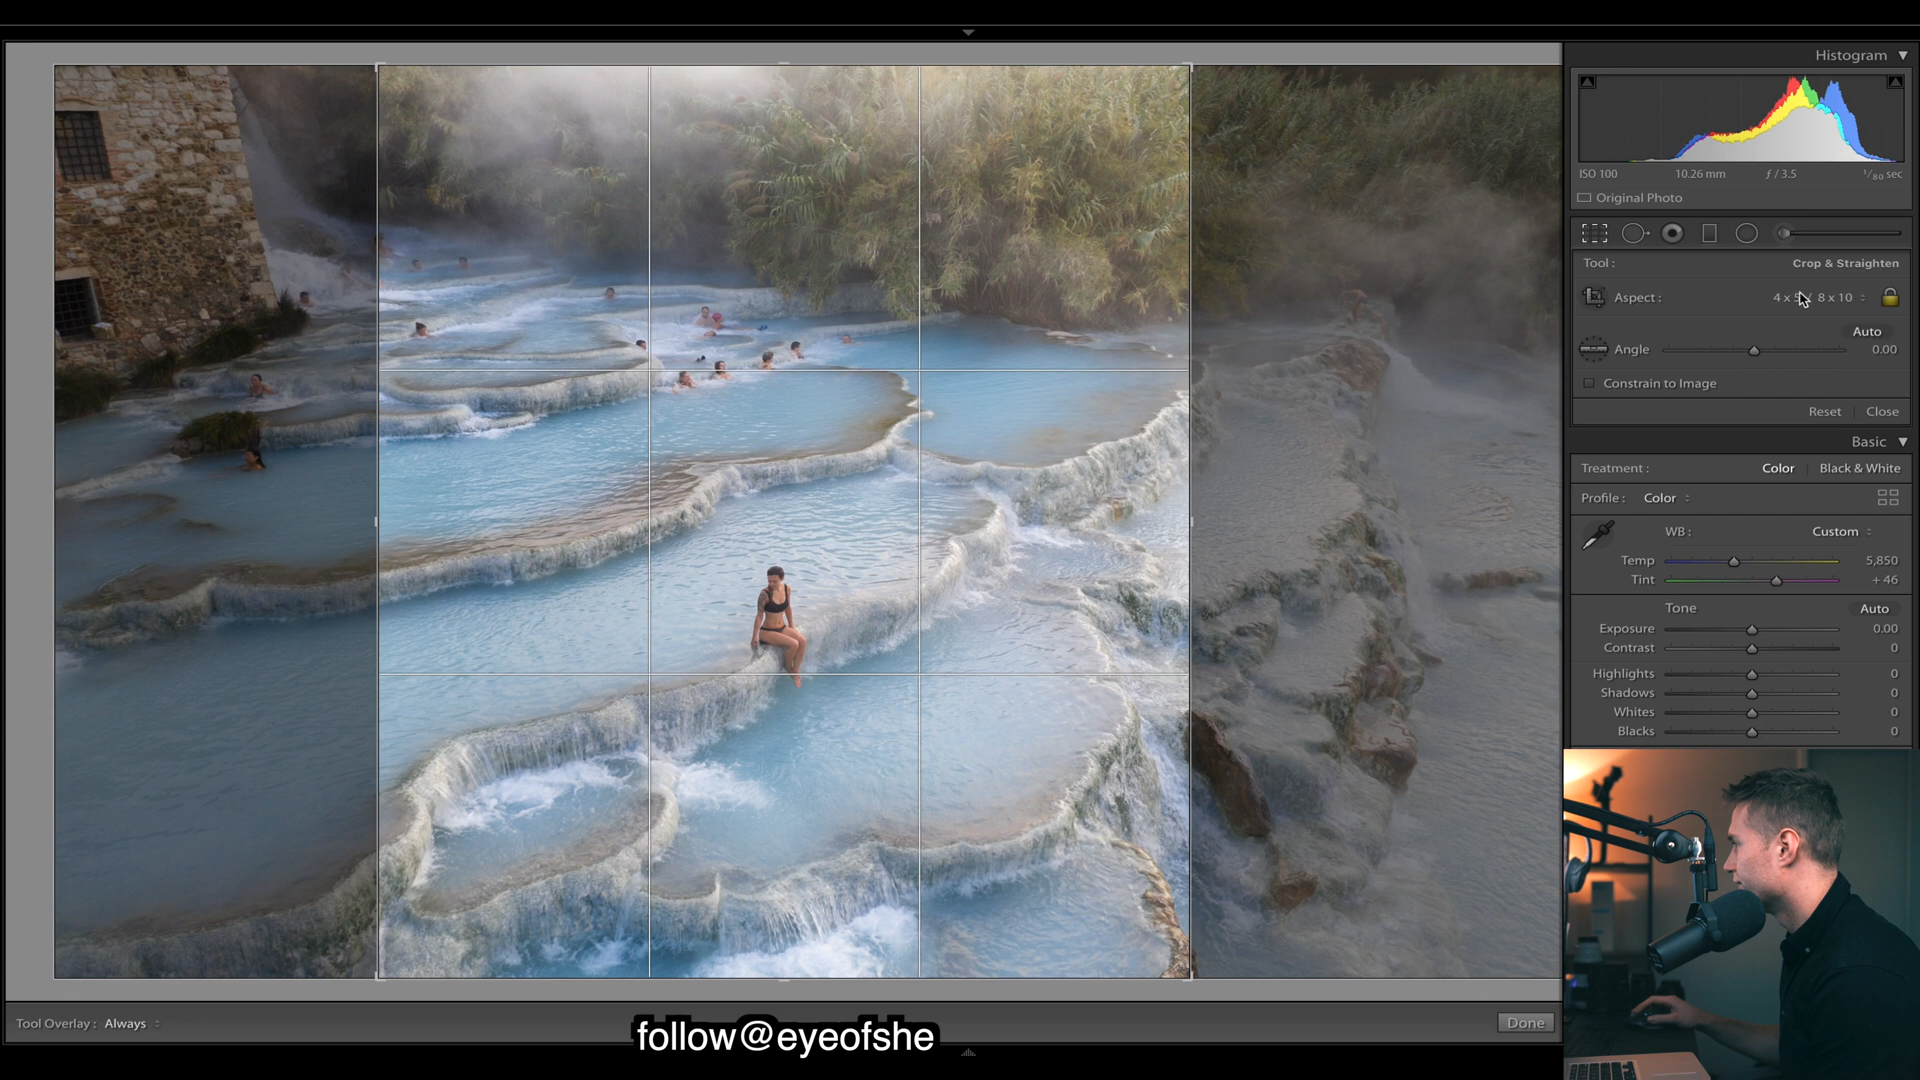 Histogram
ISO 100 10.26 mm ƒ / 3.5 1/80 sec
Original Photo
Tool : Crop & Straighten
Aspect : 4 x 5 / 8 x 10
Auto
Angle 0.00
Constrain to Image
Reset Close
Basic
Treatment : Color Black & White
Profile : Color
WB : Custom
Temp 5,850
Tint + 46
Tone Auto
Exposure 0.00
Contrast 0
Highlights 0
Shadows 0
Whites 0
Blacks 0
Tool Overlay : Always Done
follow@eyeofshe